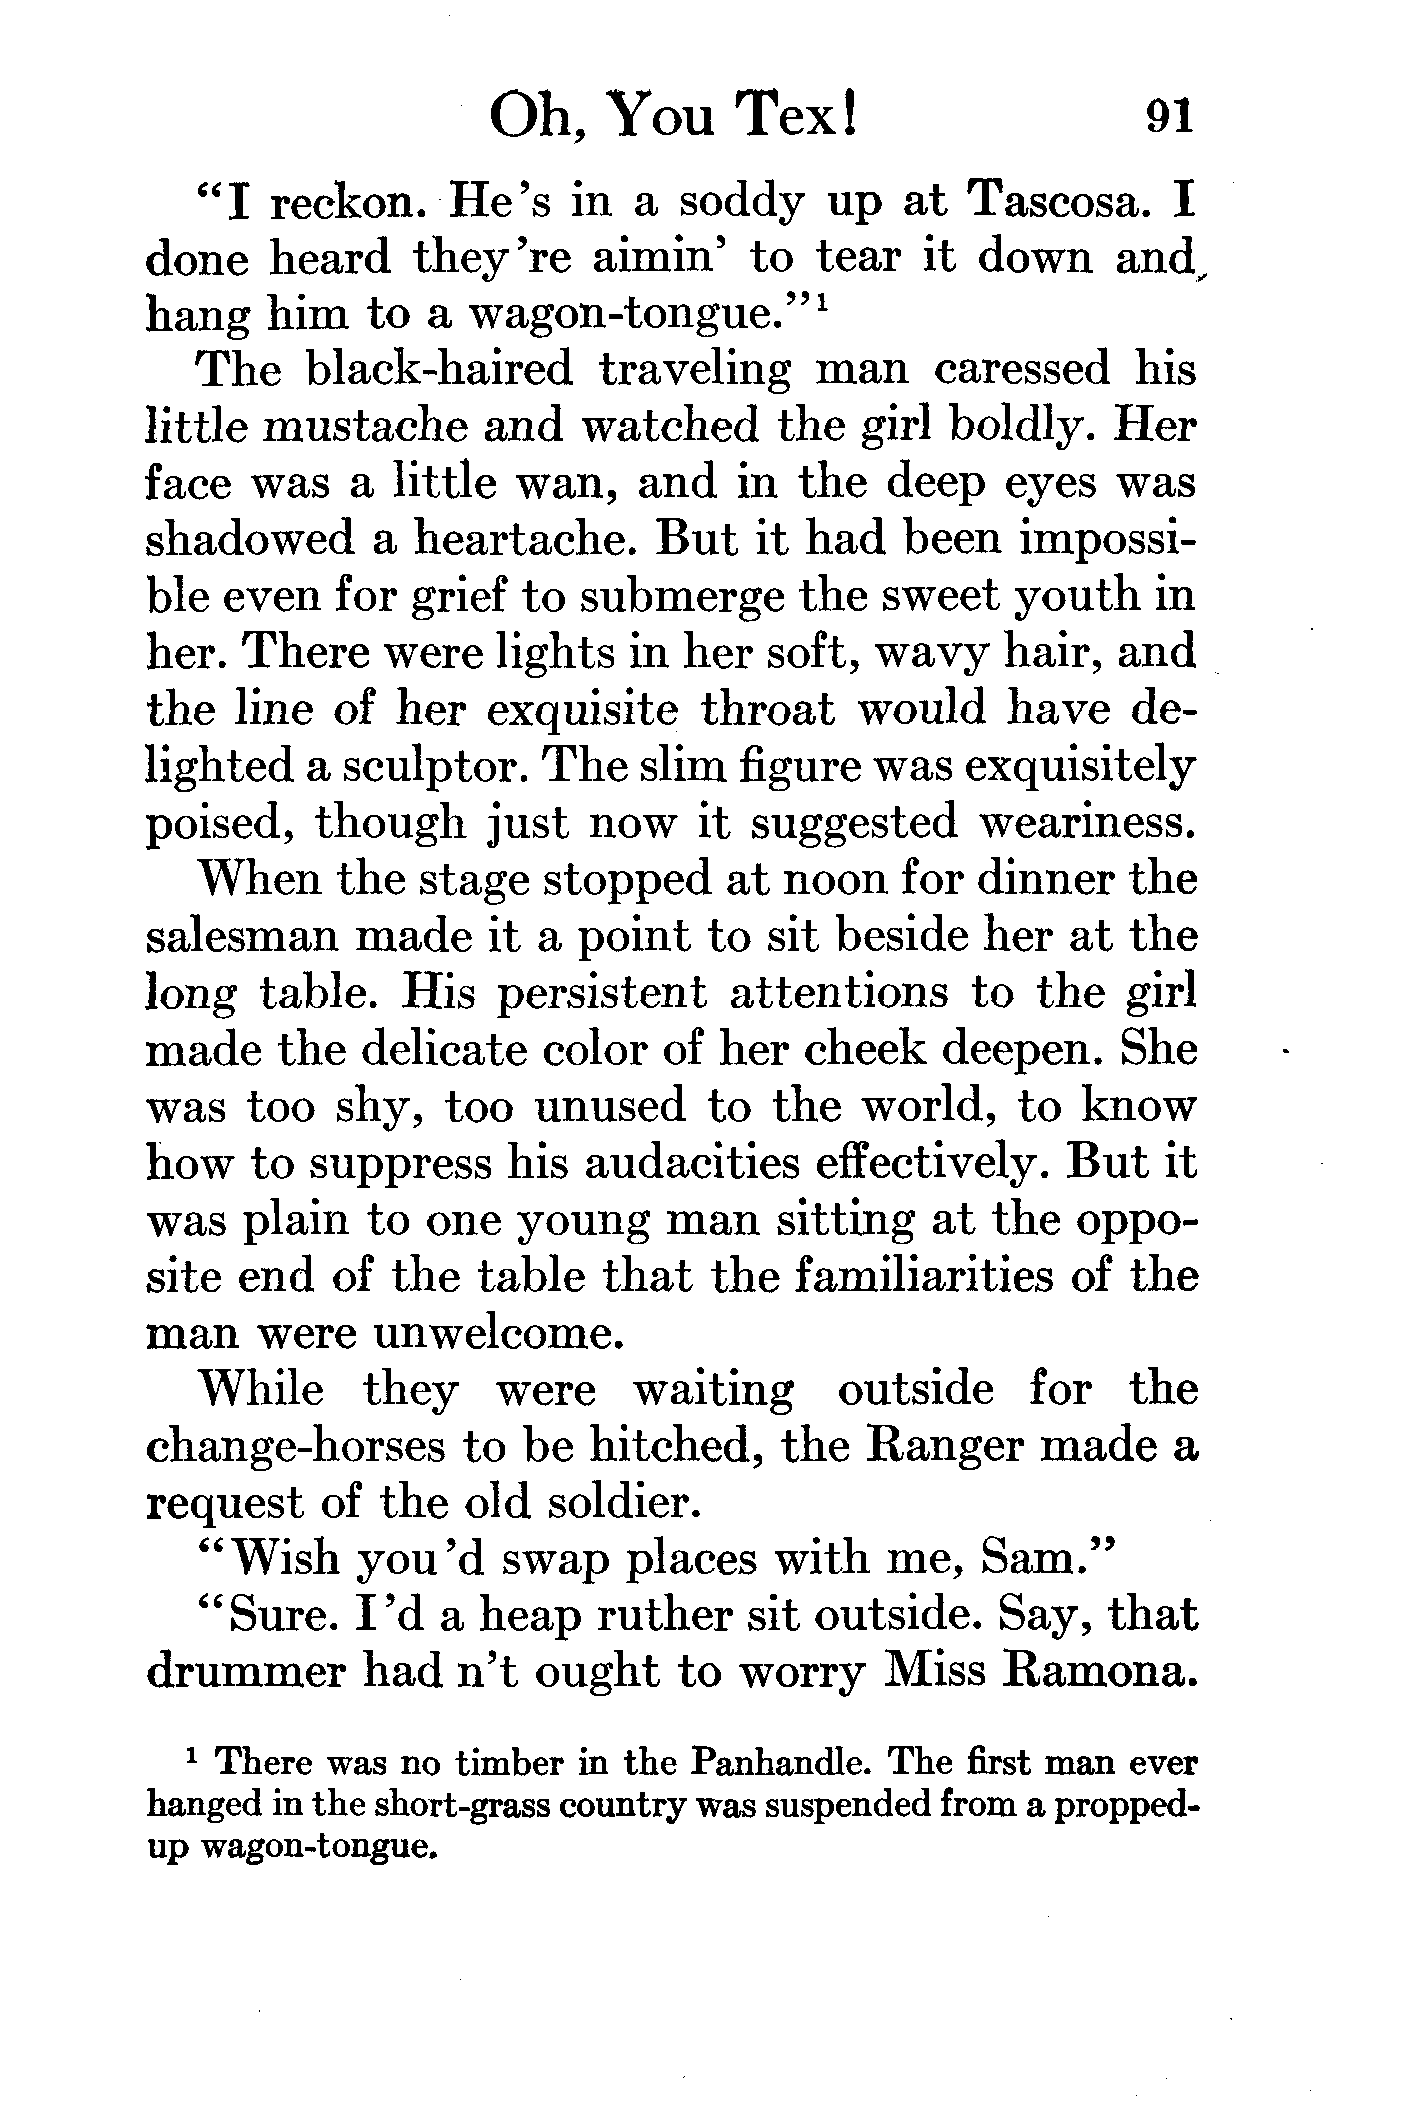 Oh, You Tex! 91
“I reckon. He’s in a soddy up at Tascosa. I
done heard they’re aimin’ to tear it down and
hang him to a wagon-tongue.”¹
The black-haired traveling man caressed his
little mustache and watched the girl boldly. Her
face was a little wan, and in the deep eyes was
shadowed a heartache. But it had been impossi-
ble even for grief to submerge the sweet youth in
her. There were lights in her soft, wavy hair, and
the line of her exquisite throat would have de-
lighted a sculptor. The slim figure was exquisitely
poised, though just now it suggested weariness.
When the stage stopped at noon for dinner the
salesman made it a point to sit beside her at the
long table. His persistent attentions to the girl
made the delicate color of her cheek deepen. She
was too shy, too unused to the world, to know
how to suppress his audacities effectively. But it
was plain to one young man sitting at the oppo-
site end of the table that the familiarities of the
man were unwelcome.
While they were waiting outside for the
change-horses to be hitched, the Ranger made a
request of the old soldier.
“Wish you’d swap places with me, Sam.”
“Sure. I’d a heap ruther sit outside. Say, that
drummer had n’t ought to worry Miss Ramona.
¹ There was no timber in the Panhandle. The first man ever
hanged in the short-grass country was suspended from a propped-
up wagon-tongue.